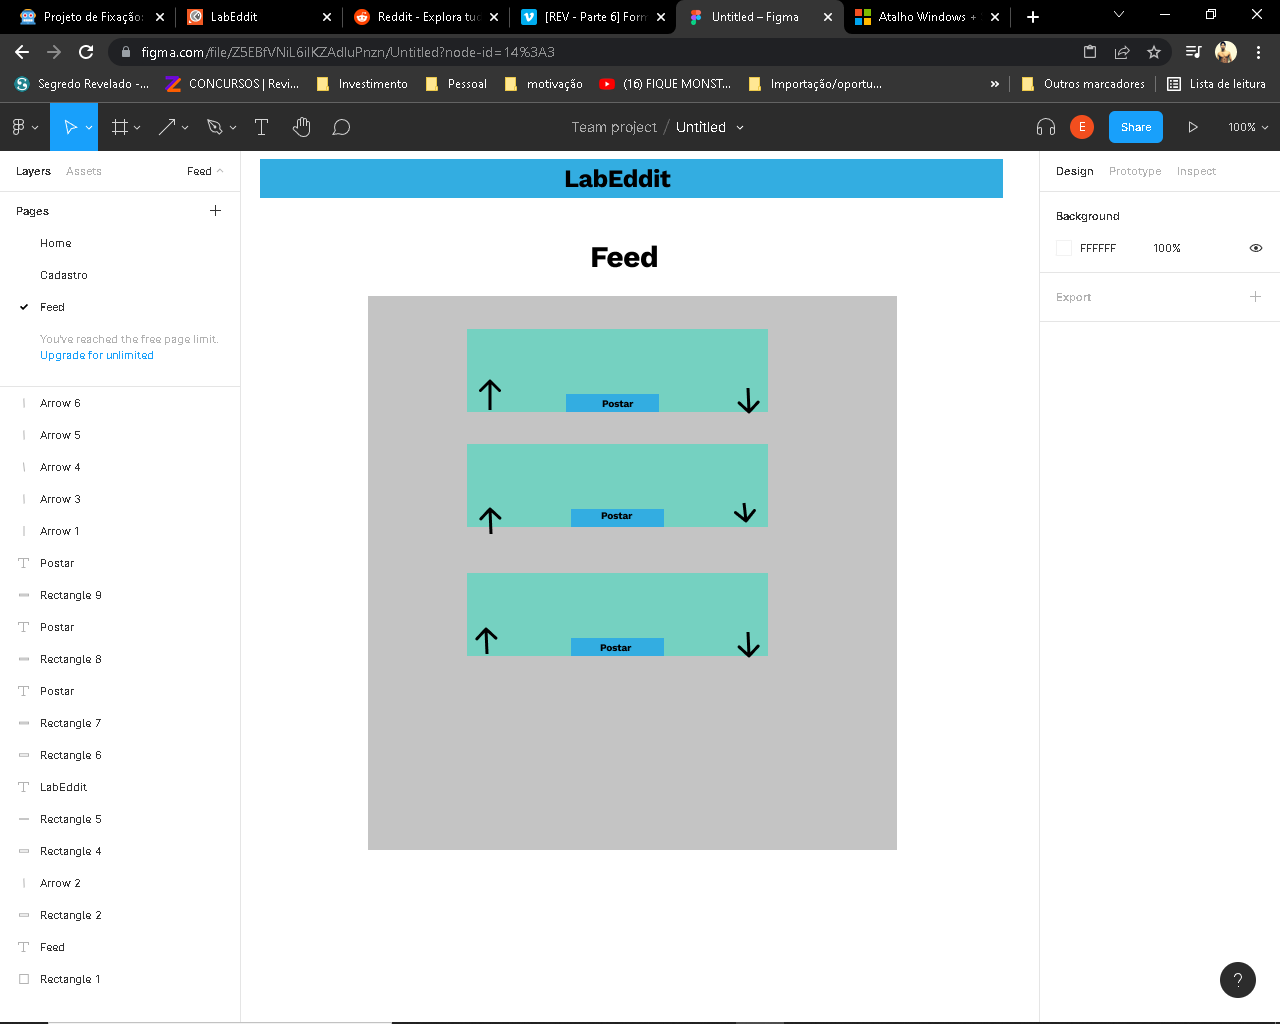 Projeto de Fixação:
LabEddit
Reddit - Explora tud
[REV - Parte 6] Form
Untitled – Figma
Atalho Windows +
figma.com/file/Z5EBfVNiL6ilKZAdluPnzn/Untitled?node-id=14%3A3
Segredo Revelado -...
CONCURSOS | Revi...
Investimento
Pessoal
motivação
(16) FIQUE MONST...
Importação/oportu...
»
Outros marcadores
Lista de leitura
Team project / Untitled
E
Share
100%
Layers
Assets
Feed
Pages
Home
Cadastro
Feed
You've reached the free page limit.
Upgrade for unlimited
Arrow 6
Arrow 5
Arrow 4
Arrow 3
Arrow 1
Postar
Rectangle 9
Postar
Rectangle 8
Postar
Rectangle 7
Rectangle 6
LabEddit
Rectangle 5
Rectangle 4
Arrow 2
Rectangle 2
Feed
Rectangle 1
LabEddit
Feed
Postar
Postar
Postar
Design
Prototype
Inspect
Background
FFFFFF
100%
Export
?